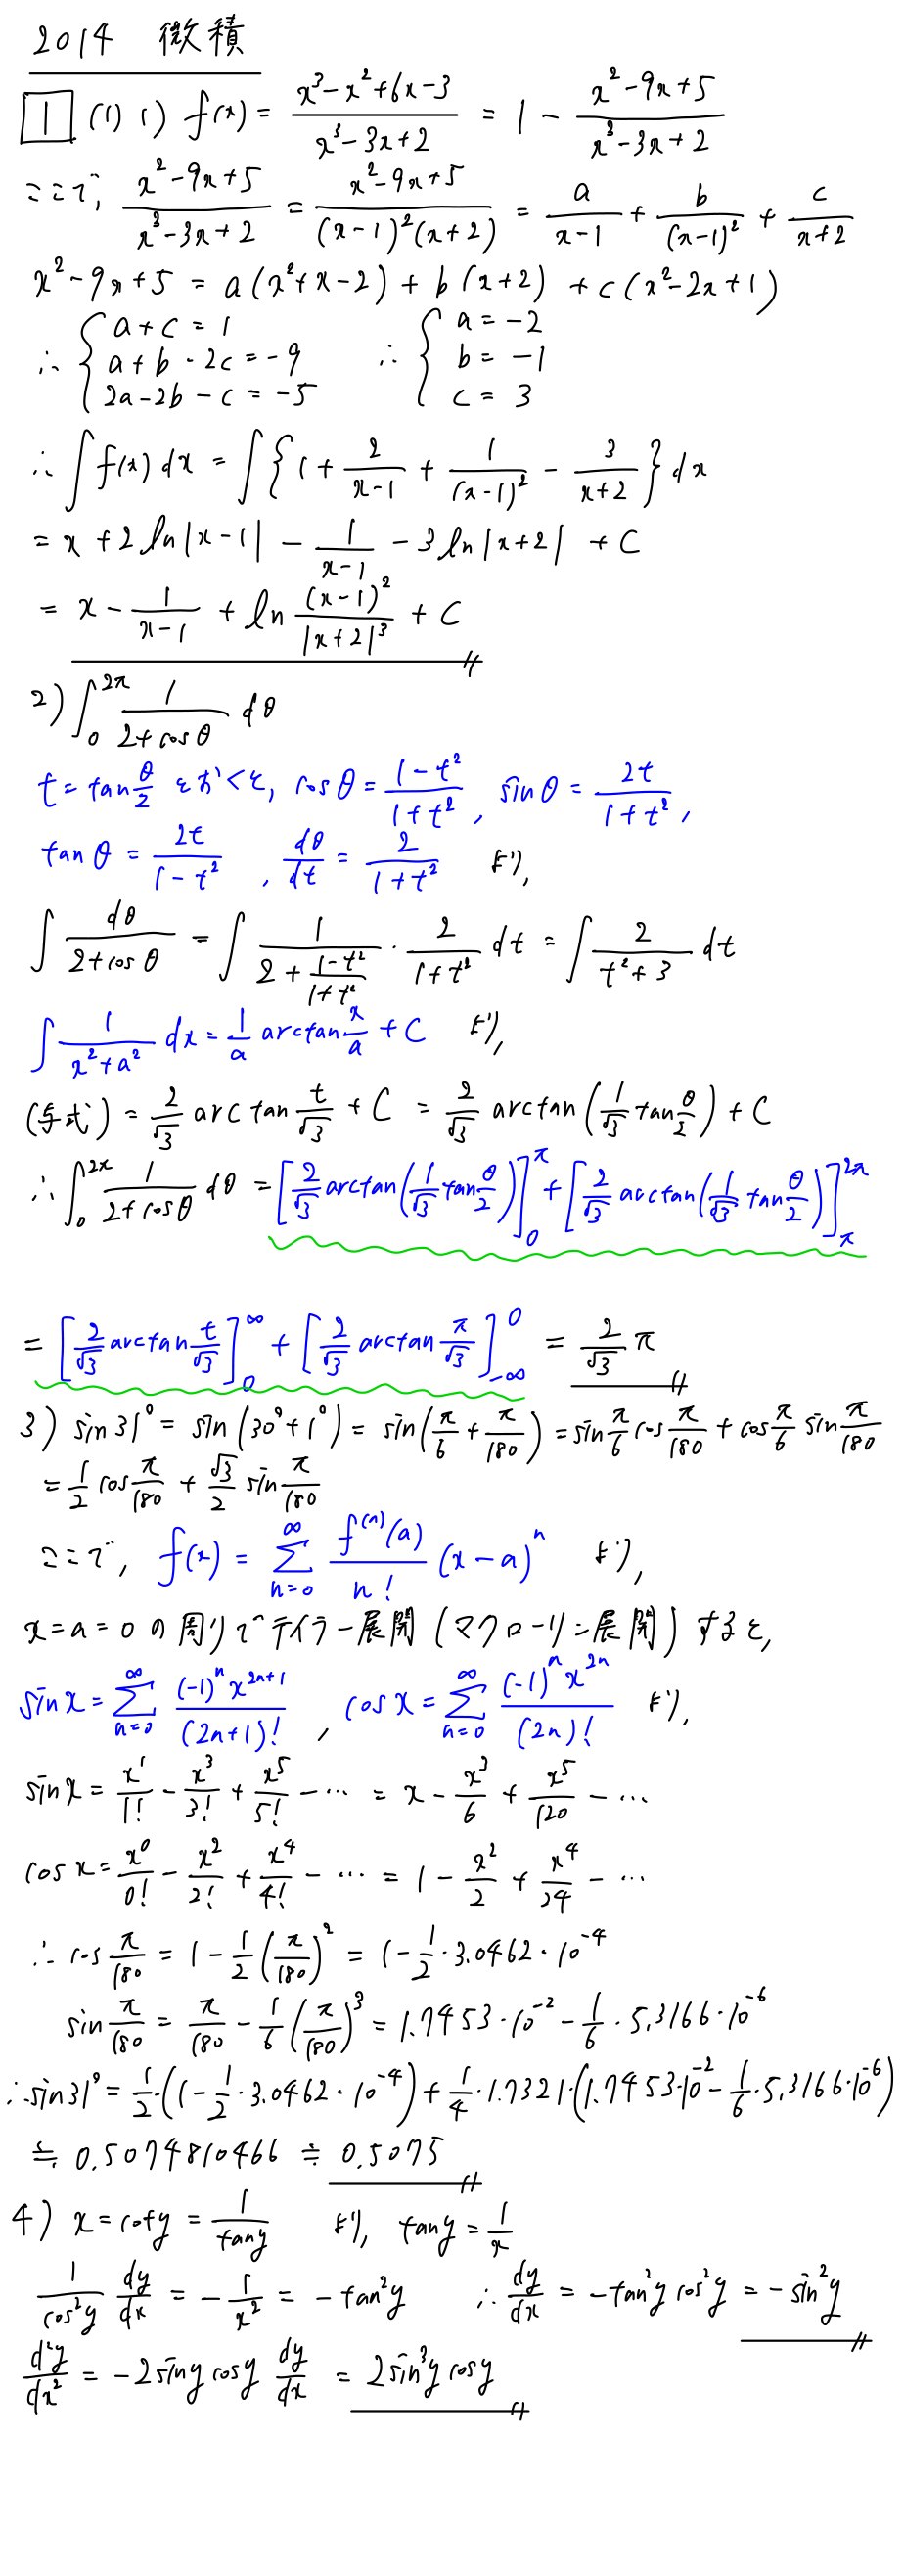 2014 微積
1 (1) 1) f(x) = (x³-x²+6x-3)/(x³-3x+2) = 1 - (x²-9x+5)/(x³-3x+2)
ここで, (x²-9x+5)/(x³-3x+2) = (x²-9x+5)/((x-1)²(x+2)) = a/(x-1) + b/(x-1)² + c/(x+2)
x²-9x+5 = a(x²+x-2) + b(x+2) + c(x²-2x+1)
∴ { a+c = 1, a+b-2c = -9, 2a-2b-c = -5 ∴ { a = -2, b = -1, c = 3
∴ ∫f(x)dx = ∫{1 + 2/(x-1) + 1/(x-1)² - 3/(x+2)}dx
= x + 2ln|x-1| - 1/(x-1) - 3ln|x+2| + C
= x - 1/(x-1) + ln (x-1)²/|x+2|³ + C
2) ∫₀^2π 1/(2+cosθ) dθ
t = tan θ/2 とおくと, cosθ = (1-t²)/(1+t²), sinθ = 2t/(1+t²),
tanθ = 2t/(1-t²), dθ/dt = 2/(1+t²) より,
∫ dθ/(2+cosθ) = ∫ 1/(2+(1-t²)/(1+t²)) · 2/(1+t²) dt = ∫ 2/(t²+3) dt
∫ 1/(x²+a²) dx = 1/a arctan x/a + C より,
(与式) = 2/√3 arctan t/√3 + C = 2/√3 arctan(1/√3 tan θ/2) + C
∴ ∫₀^2π 1/(2+cosθ) dθ = [2/√3 arctan(1/√3 tan θ/2)]₀^π + [2/√3 arctan(1/√3 tan θ/2)]_π^2π
= [2/√3 arctan t/√3]₀^∞ + [2/√3 arctan π/√3]_-∞^0 = 2/√3 π
3) sin31° = sin(30°+1°) = sin(π/6 + π/180) = sin π/6 cos π/180 + cos π/6 sin π/180
= 1/2 cos π/180 + √3/2 sin π/180
ここで, f(x) = Σ_{n=0}^∞ f⁽ⁿ⁾(a)/n! (x-a)ⁿ より,
x=a=0の周りでテイラー展開(マクローリン展開)すると,
sin x = Σ_{n=0}^∞ (-1)ⁿx^{2n+1}/(2n+1)!, cos x = Σ_{n=0}^∞ (-1)ⁿx^{2n}/(2n)! より,
sin x = x¹/1! - x³/3! + x⁵/5! - … = x - x³/6 + x⁵/120 - …
cos x = x⁰/0! - x²/2! + x⁴/4! - … = 1 - x²/2 + x⁴/24 - …
∴ cos π/180 = 1 - 1/2(π/180)² = 1 - 1/2·3.0462·10⁻⁴
sin π/180 = π/180 - 1/6(π/180)³ = 1.7453·10⁻² - 1/6·5.3166·10⁻⁶
∴ sin31° = 1/2·(1 - 1/2·3.0462·10⁻⁴) + 1/4·1.7321·(1.7453·10⁻² - 1/6·5.3166·10⁻⁶)
≒ 0.5074810466 ≒ 0.5075
4) x = cot y = 1/tan y より, tan y = 1/x
1/cos²y dy/dx = -1/x² = -tan²y ∴ dy/dx = -tan²y cos²y = -sin²y
d²y/dx² = -2sin y cos y dy/dx = 2sin³y cos y